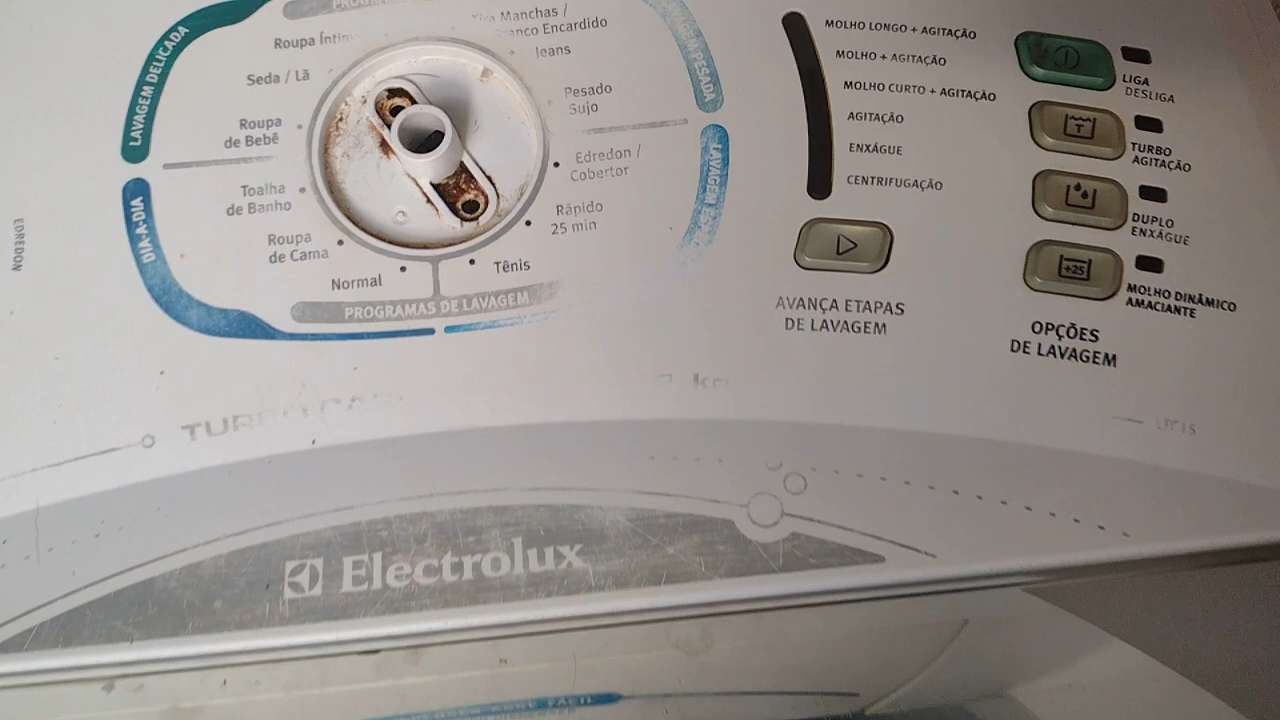 LAVAGEM DELICADA
Roupa Íntima
Seda / Lã
Roupa
de Bebê
Toalha
de Banho
Roupa
de Cama
Normal
DIA-A-DIA
EDREDON
Manchas /
Branco Encardido
Jeans
Pesado
Sujo
PESADA
Edredon /
Cobertor
Rápido
25 min
Tênis
LAVAGEM
PROGRAMAS DE LAVAGEM
MOLHO LONGO + AGITAÇÃO
MOLHO + AGITAÇÃO
MOLHO CURTO + AGITAÇÃO
AGITAÇÃO
ENXÁGUE
CENTRIFUGAÇÃO
AVANÇA ETAPAS
DE LAVAGEM
LIGA
DESLIGA
T
TURBO
AGITAÇÃO
DUPLO
ENXÁGUE
+25
MOLHO DINÂMICO
AMACIANTE
OPÇÕES
DE LAVAGEM
Electrolux